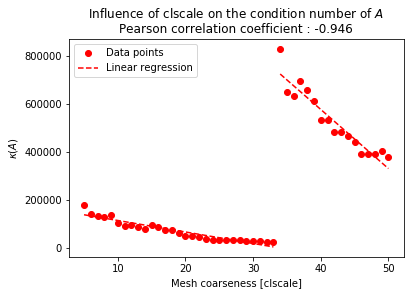 Influence of clscale on the condition number of A
Pearson correlation coefficient : -0.946
Data points
Linear regression
800000
600000
400000
200000
0
κ(A)
10
20
30
40
50
Mesh coarseness [clscale]